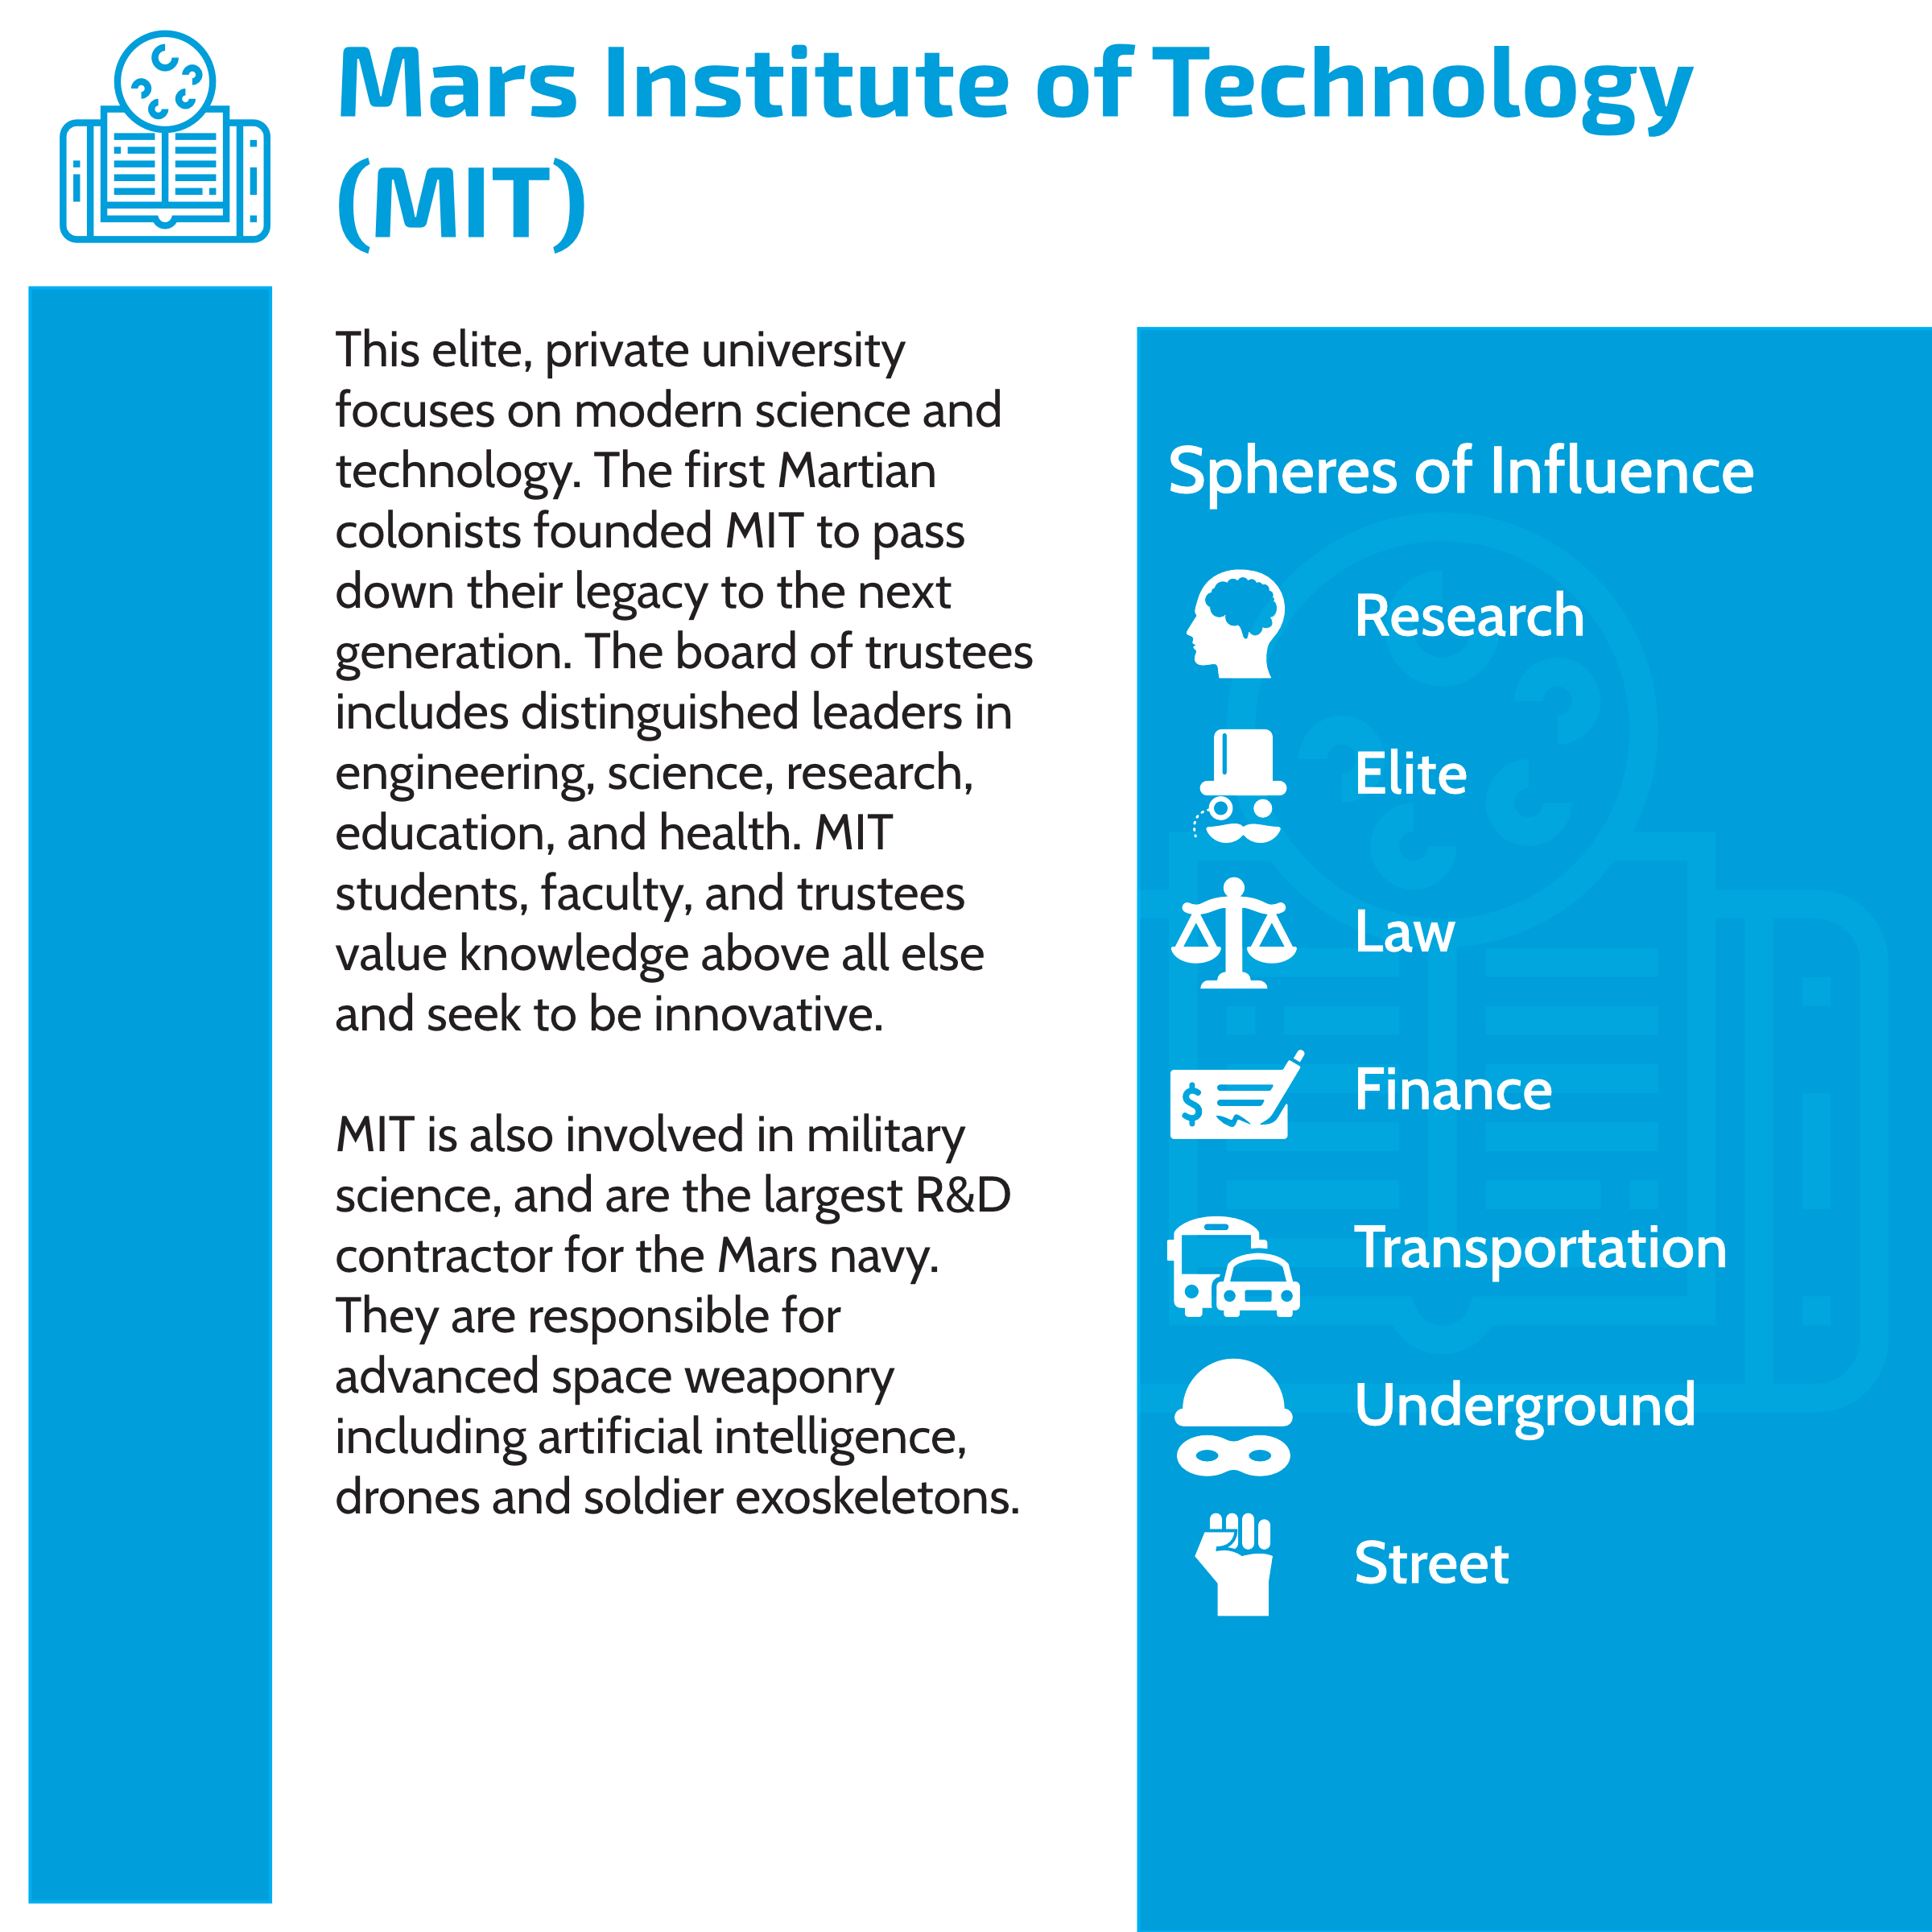 Mars Institute of Technology
(MIT)
This elite, private university
focuses on modern science and
technology. The first Martian
colonists founded MIT to pass
down their legacy to the next
generation. The board of trustees
includes distinguished leaders in
engineering, science, research,
education, and health. MIT
students, faculty, and trustees
value knowledge above all else
and seek to be innovative.
MIT is also involved in military
science, and are the largest R&D
contractor for the Mars navy.
They are responsible for
advanced space weaponry
including artificial intelligence,
drones and soldier exoskeletons.
Spheres of Influence
Research
Elite
Law
$
Finance
Transportation
Underground
Street